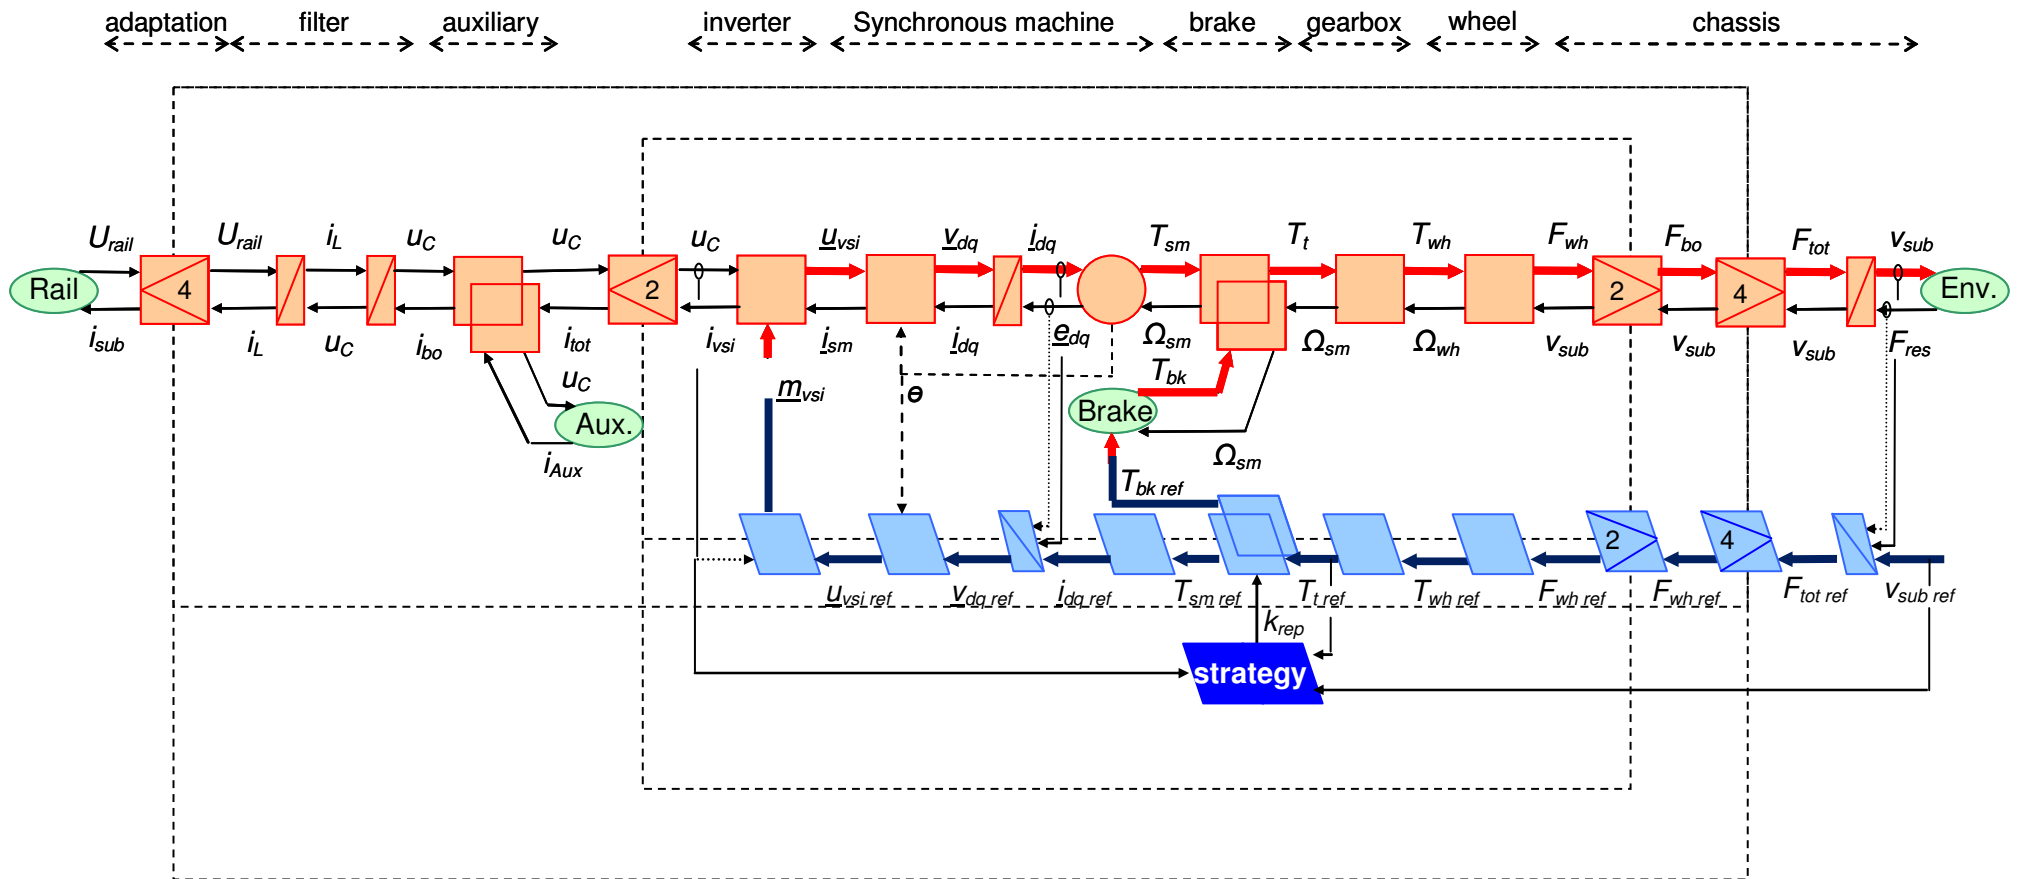 adaptation filter auxiliary inverter Synchronous machine brake gearbox wheel chassis
U_rail U_rail i_L u_C u_C u_C u_vsi v_dq i_dq T_sm T_t T_wh F_wh F_bo F_tot v_sub
Rail 4 2 2 4 Env.
i_sub i_L u_C i_bo i_tot i_vsi i_sm i_dq e_dq Ω_sm Ω_sm Ω_wh v_sub v_sub v_sub F_res
u_C m_vsi θ T_bk
Aux. Brake
i_Aux Ω_sm
T_bk ref
2 4
u_vsi ref v_dq ref i_dq ref T_sm ref T_t ref T_wh ref F_wh ref F_wh ref F_tot ref v_sub ref
k_rep
strategy